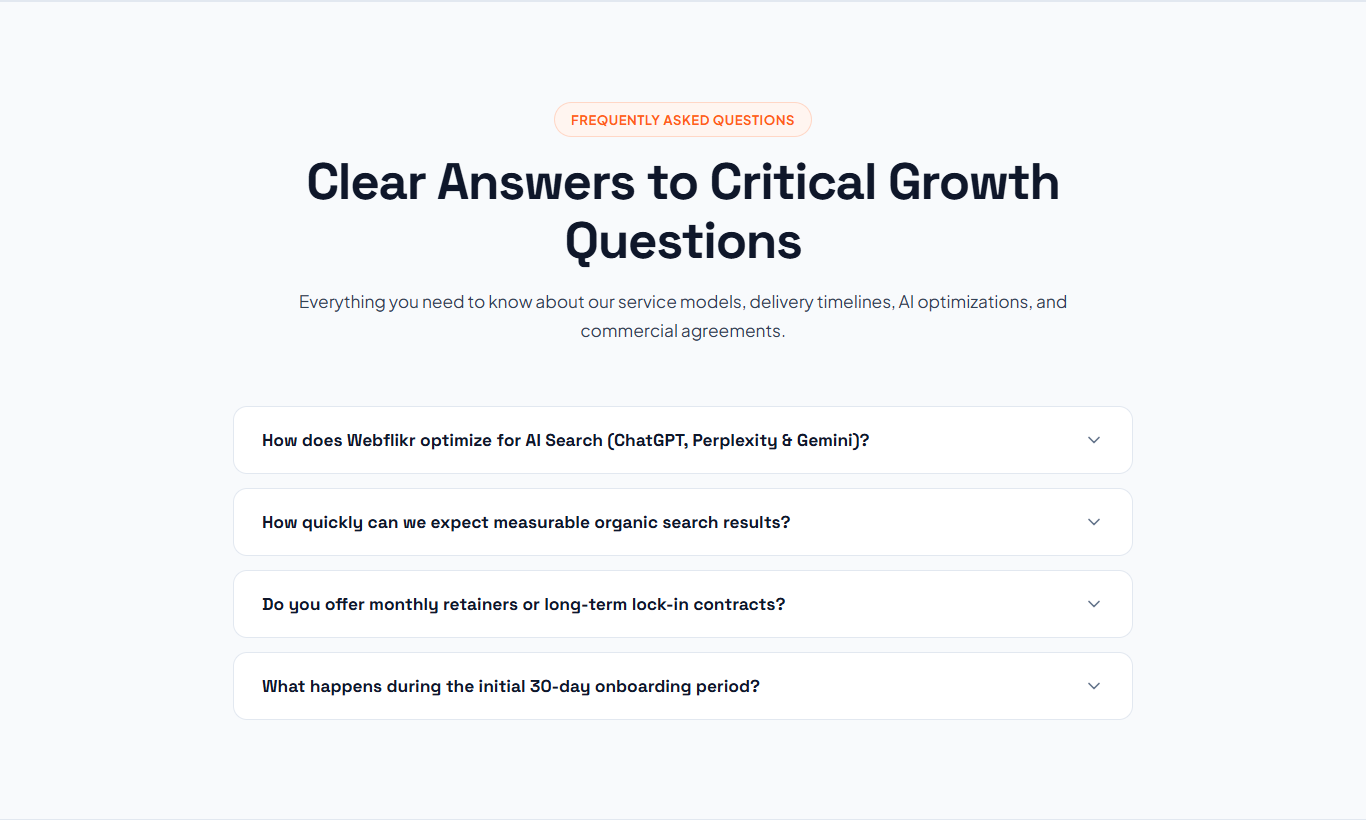 FREQUENTLY ASKED QUESTIONS
Clear Answers to Critical Growth
Questions
Everything you need to know about our service models, delivery timelines, AI optimizations, and
commercial agreements.
How does Webflikr optimize for AI Search (ChatGPT, Perplexity & Gemini)?
How quickly can we expect measurable organic search results?
Do you offer monthly retainers or long-term lock-in contracts?
What happens during the initial 30-day onboarding period?